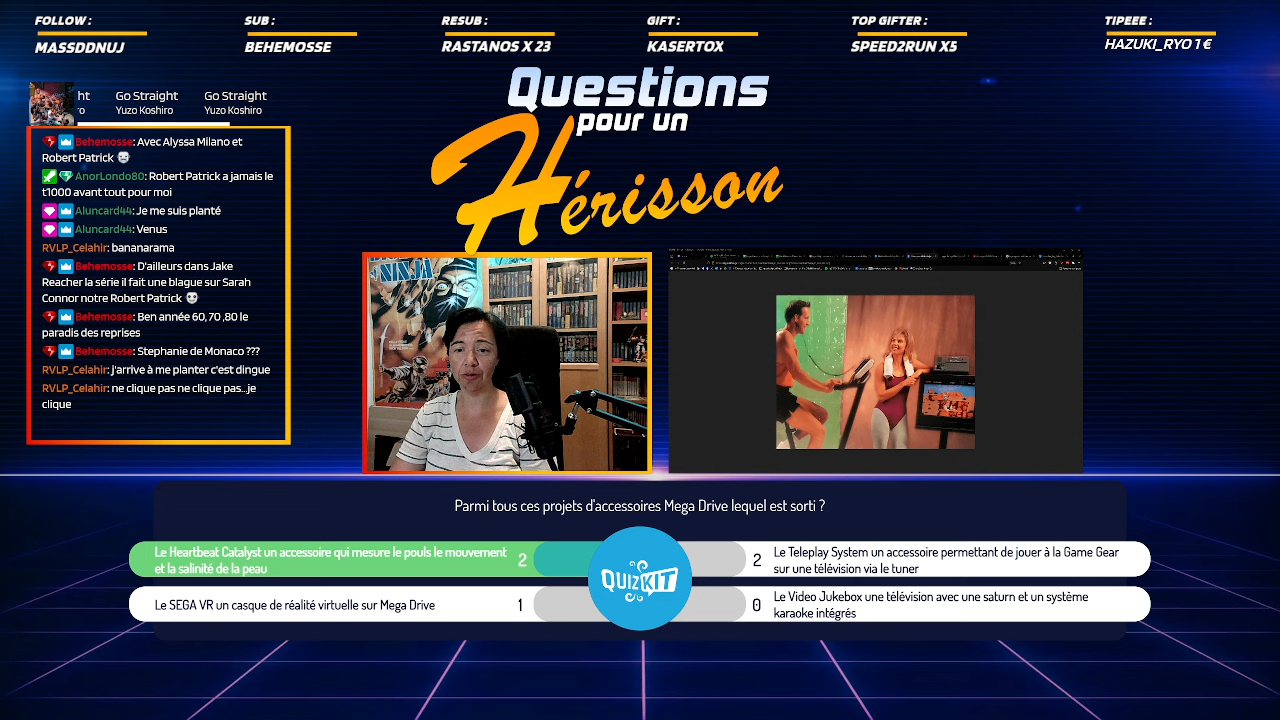 FOLLOW :
MASSDDNUJ
SUB :
BEHEMOSSE
RESUB :
RASTANOS X 23
GIFT :
KASERTOX
TOP GIFTER :
SPEED2RUN X5
TIPEEE :
HAZUKI_RYO 1 €
ht Go Straight Go Straight
ro Yuzo Koshiro Yuzo Koshiro
Questions
pour un
Hérisson
Behemosse: Avec Alyssa Milano et
Robert Patrick
AnorLondo80: Robert Patrick a jamais le
t1000 avant tout pour moi
Aluncard44: Je me suis planté
Aluncard44: Venus
RVLP_Celahir: bananarama
Behemosse: D'ailleurs dans Jake
Reacher la série il fait une blague sur Sarah
Connor notre Robert Patrick
Behemosse: Ben année 60,70 ,80 le
paradis des reprises
Behemosse: Stephanie de Monaco ???
RVLP_Celahir: j'arrive à me planter c'est dingue
RVLP_Celahir: ne clique pas ne clique pas...je
clique
NINJA
Parmi tous ces projets d'accessoires Mega Drive lequel est sorti ?
Le Heartbeat Catalyst un accessoire qui mesure le pouls le mouvement
et la salinité de la peau
2
2
Le Teleplay System un accessoire permettant de jouer à la Game Gear
sur une télévision via le tuner
QUIZKIT
Le SEGA VR un casque de réalité virtuelle sur Mega Drive
1
0
Le Video Jukebox une télévision avec une saturn et un système
karaoke intégrés